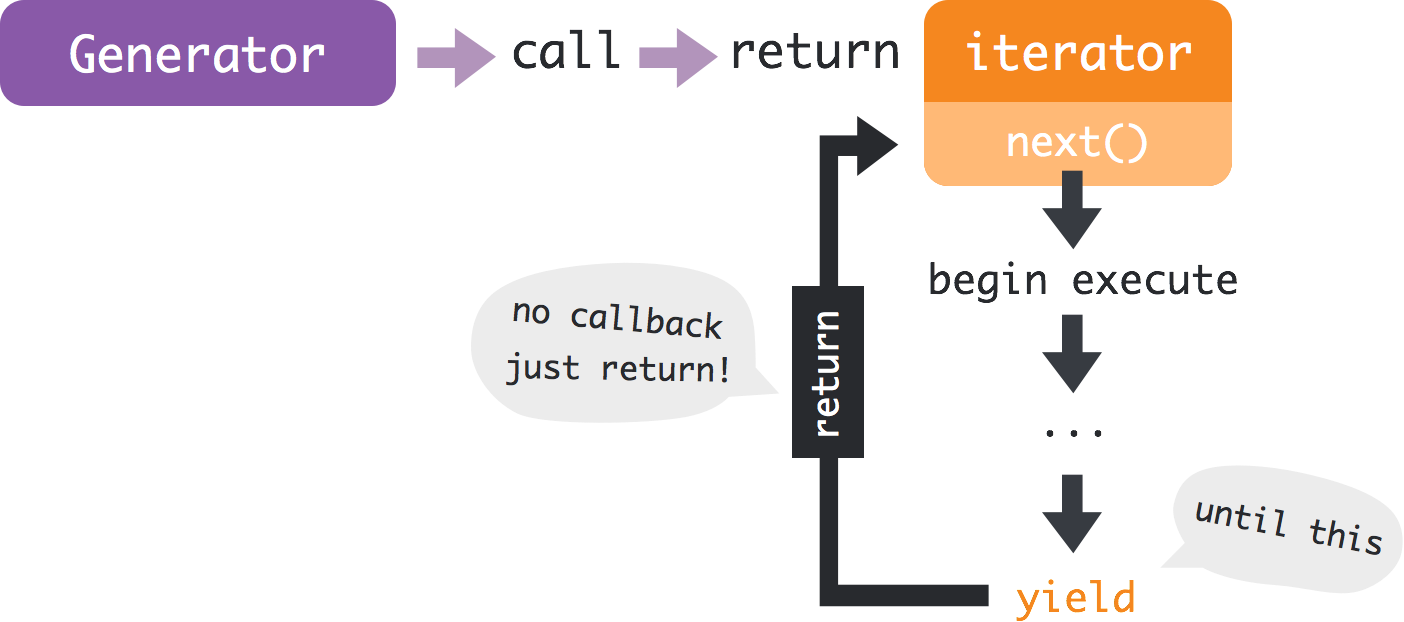 Generator
call
return
iterator
next()
begin execute
no callback
just return!
return
...
until this
yield